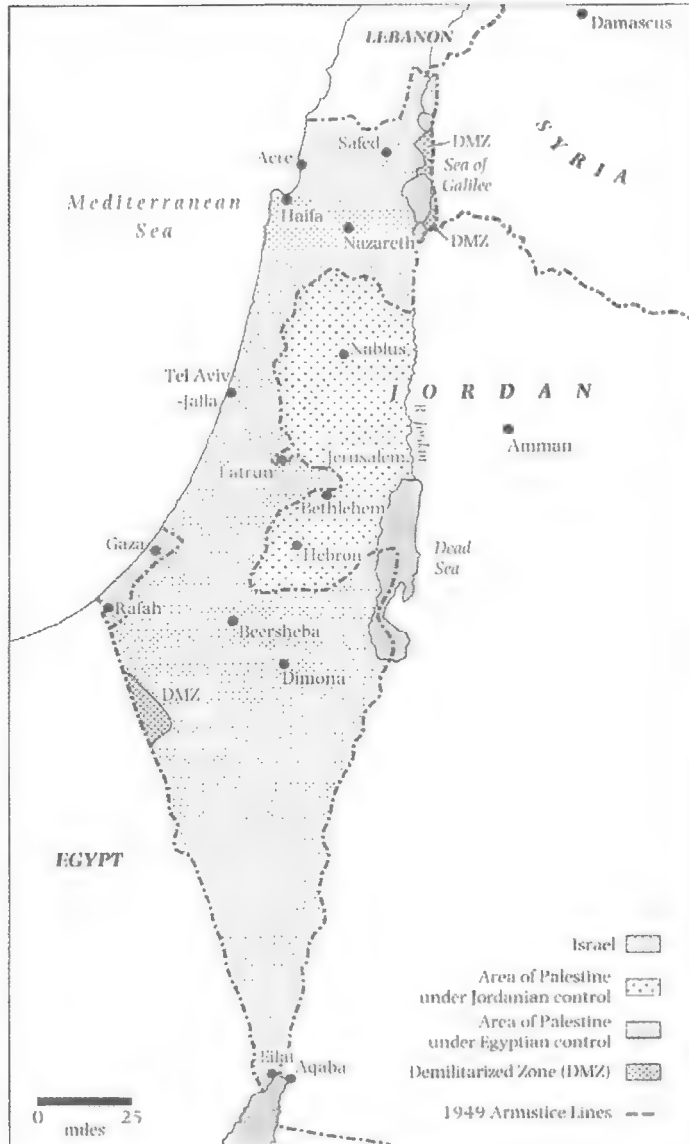 LEBANON
Damascus
SYRIA
Safed
DMZ
Acre
Sea of
Galilee
Mediterranean
Sea
Haifa
Nazareth
DMZ
Nablus
JORDAN
Tel Aviv
-Jaffa
R. Jordan
Amman
Jerusalem
Latrun
Bethlehem
Gaza
Hebron
Dead
Sea
Rafah
Beersheba
Dimona
DMZ
EGYPT
Israel
Area of Palestine
under Jordanian control
Area of Palestine
under Egyptian control
Eilat
Aqaba
Demilitarized Zone (DMZ)
0 25
miles
1949 Armistice Lines